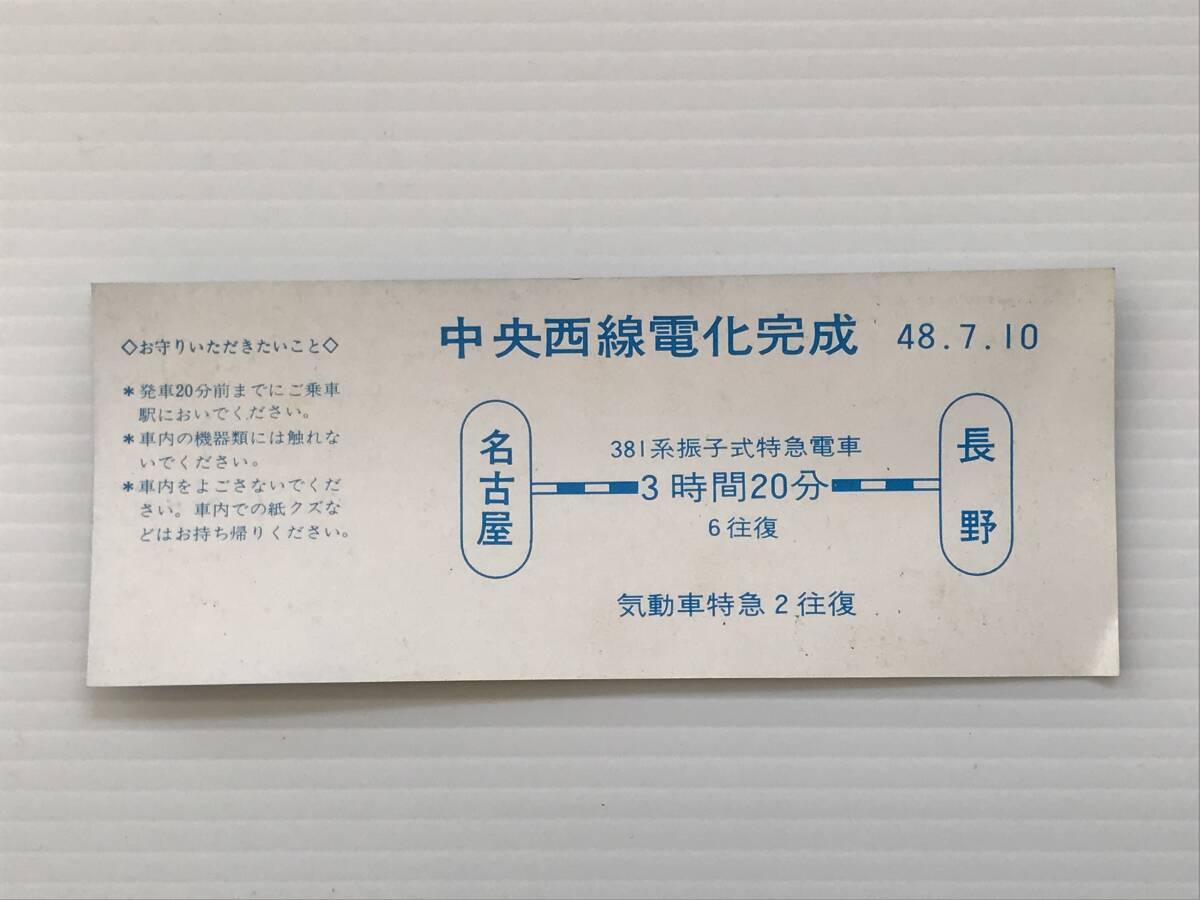 中央西線電化完成 48.7.10
◇お守りいただきたいこと◇
*発車20分前までにご乗車
駅においでください。
*車内の機器類には触れな
いでください。
*車内をよごさないでくだ
さい。車内での紙クズな
どはお持ち帰りください。
名古屋
381系振子式特急電車
3時間20分
6往復
長野
気動車特急2往復